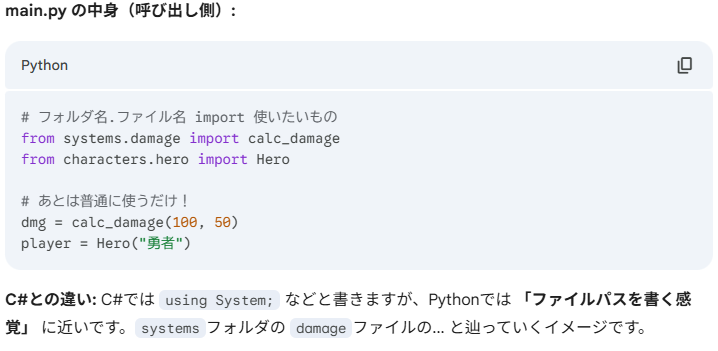 main.py の中身（呼び出し側）:
Python
# フォルダ名.ファイル名 import 使いたいもの
from systems.damage import calc_damage
from characters.hero import Hero
# あとは普通に使うだけ！
dmg = calc_damage(100, 50)
player = Hero("勇者")
C#との違い: C#では using System; などと書きますが、Pythonでは 「ファイルパスを書く感
覚」 に近いです。systems フォルダの damage ファイルの... と辿っていくイメージです。